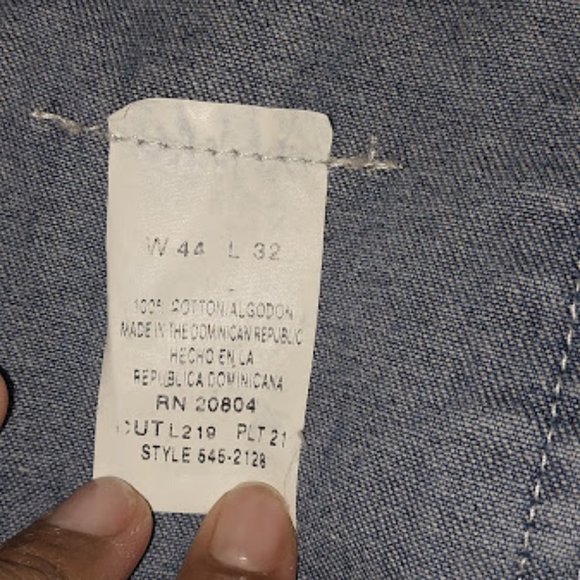 W 44 L 32
100% COTTON/ALGODON
MADE IN THE DOMINICAN REPUBLIC
HECHO EN LA
REPUBLICA DOMINICANA
RN 20804
CUT L219 PLT 21
STYLE 545-2128